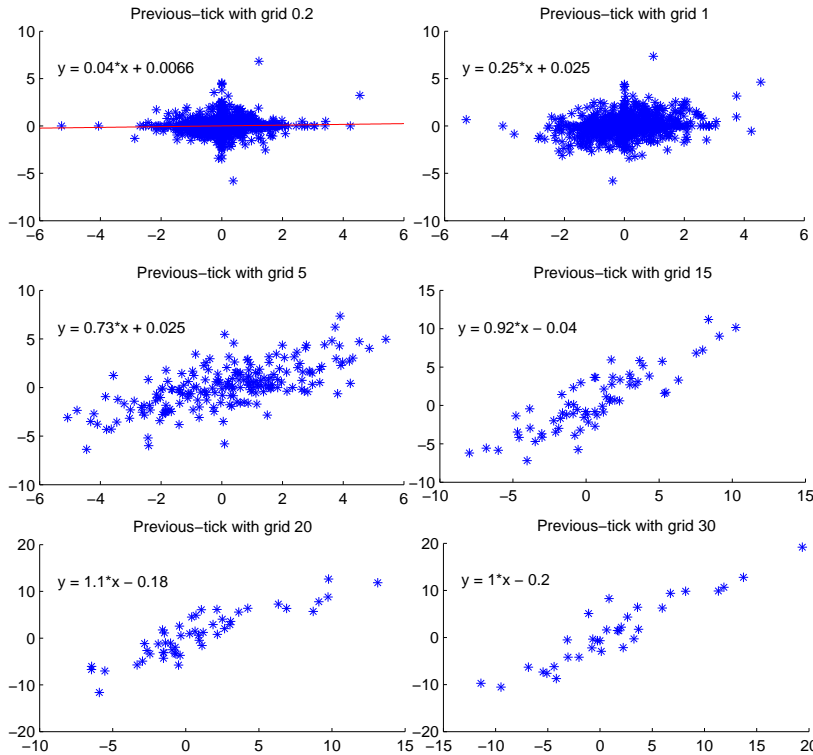 Previous−tick with grid 0.2
10
5
0
−5
−10
y = 0.04*x + 0.0066
−6 −4 −2 0 2 4 6
Previous−tick with grid 1
10
5
0
−5
−10
y = 0.25*x + 0.025
−6 −4 −2 0 2 4 6
Previous−tick with grid 5
10
5
0
−5
−10
y = 0.73*x + 0.025
−6 −4 −2 0 2 4 6
Previous−tick with grid 15
15
10
5
0
−5
−10
y = 0.92*x − 0.04
−10 −5 0 5 10 15
Previous−tick with grid 20
20
10
0
−10
−20
y = 1.1*x − 0.18
−10 −5 0 5 10 15
Previous−tick with grid 30
20
10
0
−10
−20
y = 1*x − 0.2
−15 −10 −5 0 5 10 15 20